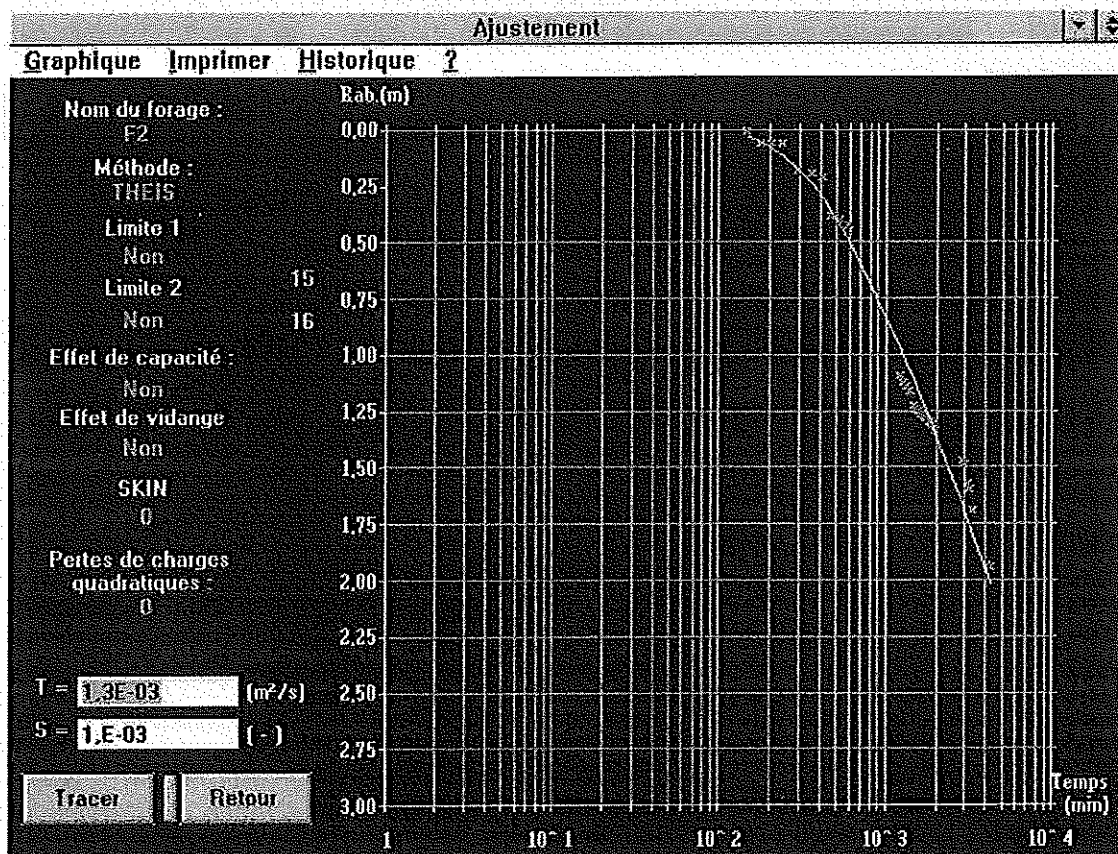 Ajustement
Graphique Imprimer Historique ?
Nom du forage :
F2
Méthode :
THEIS
Limite 1
Non
Limite 2
15
Non
16
Effet de capacité :
Non
Effet de vidange
Non
SKIN
0
Pertes de charges
quadratiques :
0
T = 1,3E-03 (m²/s)
S = 1,E-03 ( - )
Tracer Retour
Rab.(m)
0,00
0,25
0,50
0,75
1,00
1,25
1,50
1,75
2,00
2,25
2,50
2,75
3,00
Temps
(mm)
1 10^1 10^2 10^3 10^4